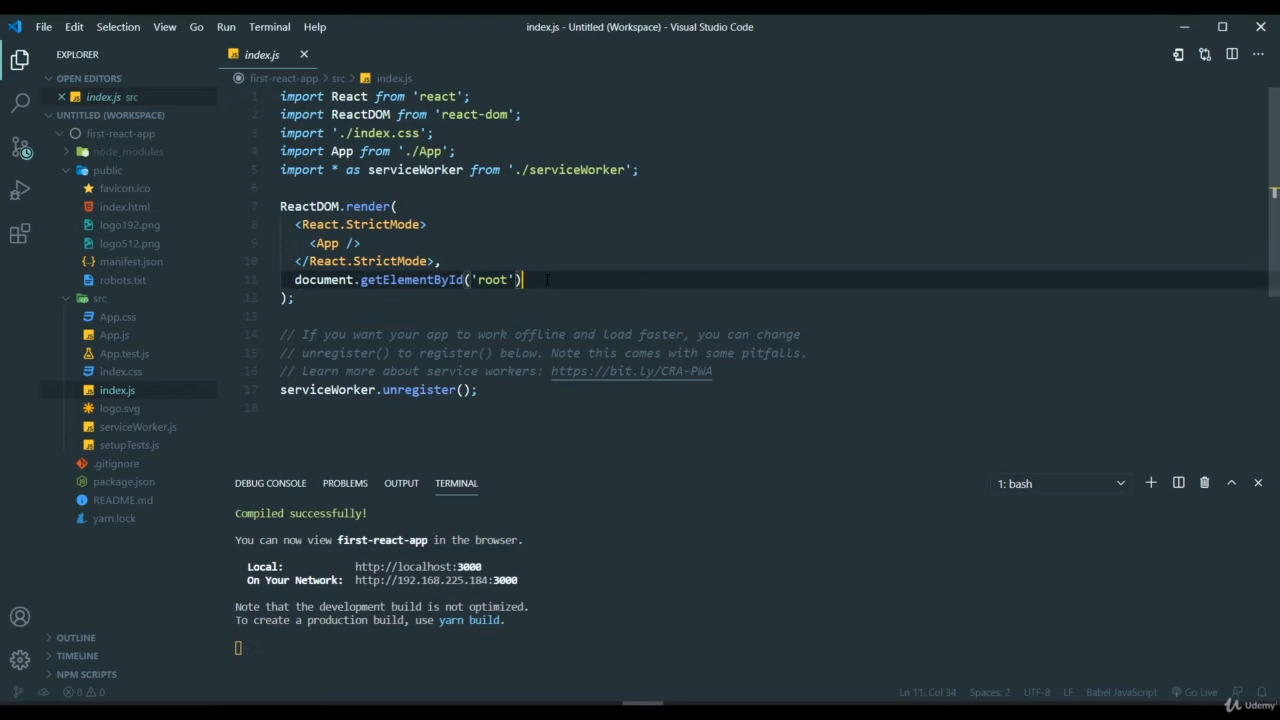 File Edit Selection View Go Run Terminal Help
index.js - Untitled (Workspace) - Visual Studio Code
EXPLORER
OPEN EDITORS
index.js src
UNTITLED (WORKSPACE)
first-react-app
node_modules
public
favicon.ico
index.html
logo192.png
logo512.png
manifest.json
robots.txt
src
App.css
App.js
App.test.js
index.css
index.js
logo.svg
serviceWorker.js
setupTests.js
.gitignore
package.json
README.md
yarn.lock
OUTLINE
TIMELINE
NPM SCRIPTS
index.js
first-react-app > src > index.js
1 import React from 'react';
2 import ReactDOM from 'react-dom';
3 import './index.css';
4 import App from './App';
5 import * as serviceWorker from './serviceWorker';
6
7 ReactDOM.render(
8 <React.StrictMode>
9 <App />
10 </React.StrictMode>,
11 document.getElementById('root')
12 );
13
14 // If you want your app to work offline and load faster, you can change
15 // unregister() to register() below. Note this comes with some pitfalls.
16 // Learn more about service workers: https://bit.ly/CRA-PWA
17 serviceWorker.unregister();
18
DEBUG CONSOLE PROBLEMS OUTPUT TERMINAL
1: bash
Compiled successfully!
You can now view first-react-app in the browser.
Local: http://localhost:3000
On Your Network: http://192.168.225.184:3000
Note that the development build is not optimized.
To create a production build, use yarn build.
0 0 Ln 11, Col 34 Spaces: 2 UTF-8 LF Babel JavaScript Go Live
Udemy